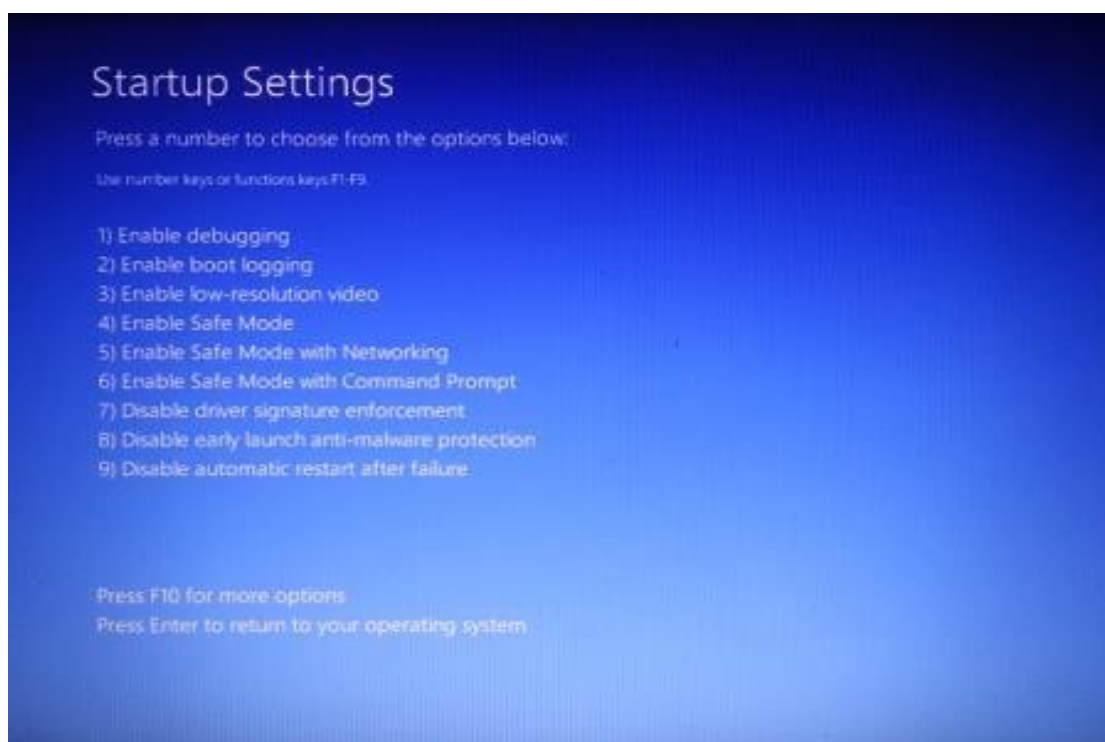 Startup Settings
Press a number to choose from the options below:
Use number keys or functions keys F1-F9.
1) Enable debugging
2) Enable boot logging
3) Enable low-resolution video
4) Enable Safe Mode
5) Enable Safe Mode with Networking
6) Enable Safe Mode with Command Prompt
7) Disable driver signature enforcement
8) Disable early launch anti-malware protection
9) Disable automatic restart after failure
Press F10 for more options
Press Enter to return to your operating system